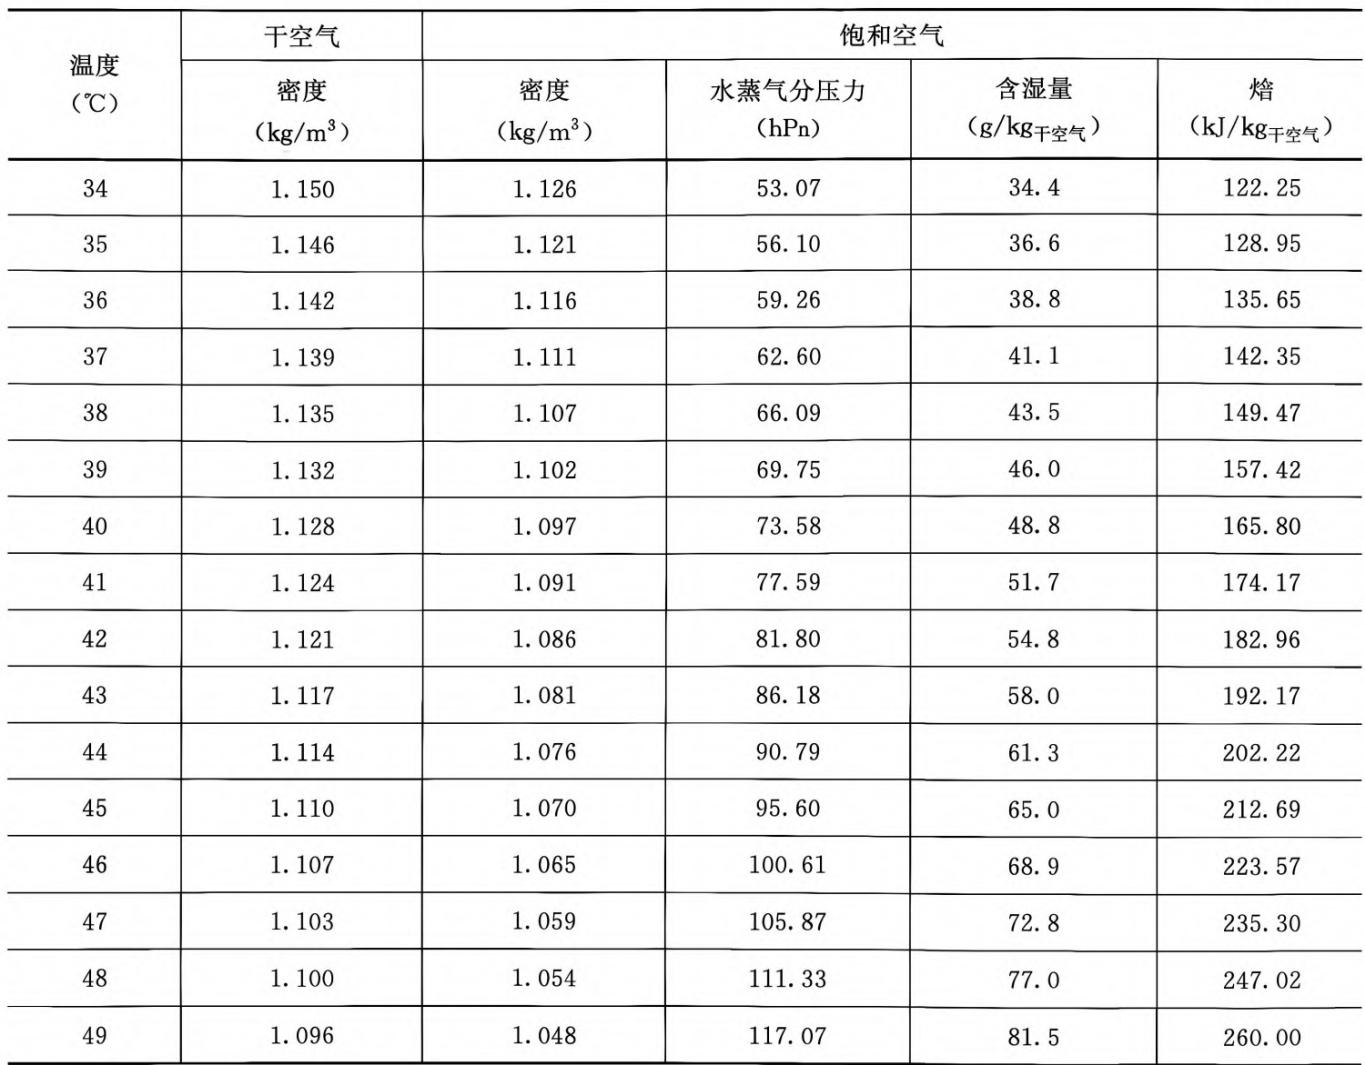 温度
(℃)
干空气
饱和空气
密度
(kg/m³)
密度
(kg/m³)
水蒸气分压力
(hPn)
含湿量
(g/kg干空气)
焓
(kJ/kg干空气)
34 1.150 1.126 53.07 34.4 122.25
35 1.146 1.121 56.10 36.6 128.95
36 1.142 1.116 59.26 38.8 135.65
37 1.139 1.111 62.60 41.1 142.35
38 1.135 1.107 66.09 43.5 149.47
39 1.132 1.102 69.75 46.0 157.42
40 1.128 1.097 73.58 48.8 165.80
41 1.124 1.091 77.59 51.7 174.17
42 1.121 1.086 81.80 54.8 182.96
43 1.117 1.081 86.18 58.0 192.17
44 1.114 1.076 90.79 61.3 202.22
45 1.110 1.070 95.60 65.0 212.69
46 1.107 1.065 100.61 68.9 223.57
47 1.103 1.059 105.87 72.8 235.30
48 1.100 1.054 111.33 77.0 247.02
49 1.096 1.048 117.07 81.5 260.00